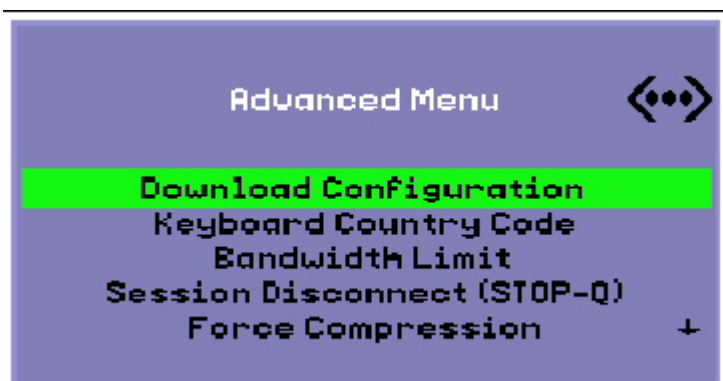 Advanced Menu
Download Configuration
Keyboard Country Code
Bandwidth Limit
Session Disconnect (STOP-Q)
Force Compression